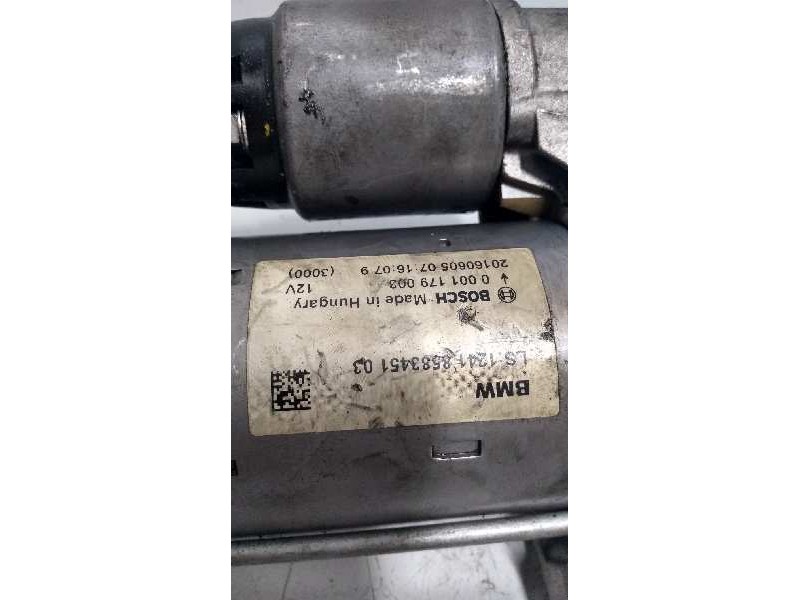 BMW
LS 1241 8583451 03
BOSCH Made in Hungary
0 001 179 003 12V
20160605 07:16:07 9 (3000)